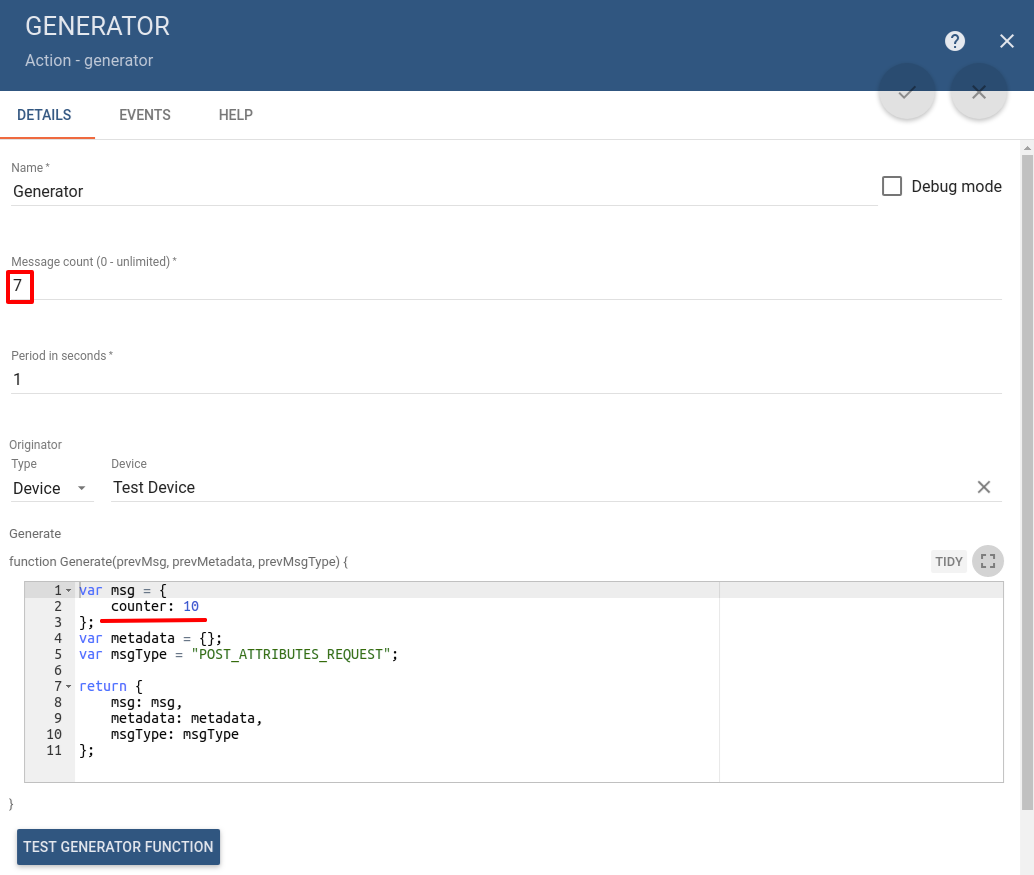 GENERATOR
Action - generator
?
DETAILS EVENTS HELP
Name *
Generator
Debug mode
Message count (0 - unlimited) *
7
Period in seconds *
1
Originator
Type Device
Device Test Device
Generate
function Generate(prevMsg, prevMetadata, prevMsgType) {
TIDY
1 var msg = {
2     counter: 10
3 };
4 var metadata = {};
5 var msgType = "POST_ATTRIBUTES_REQUEST";
6
7 return {
8     msg: msg,
9     metadata: metadata,
10     msgType: msgType
11 };
}
TEST GENERATOR FUNCTION